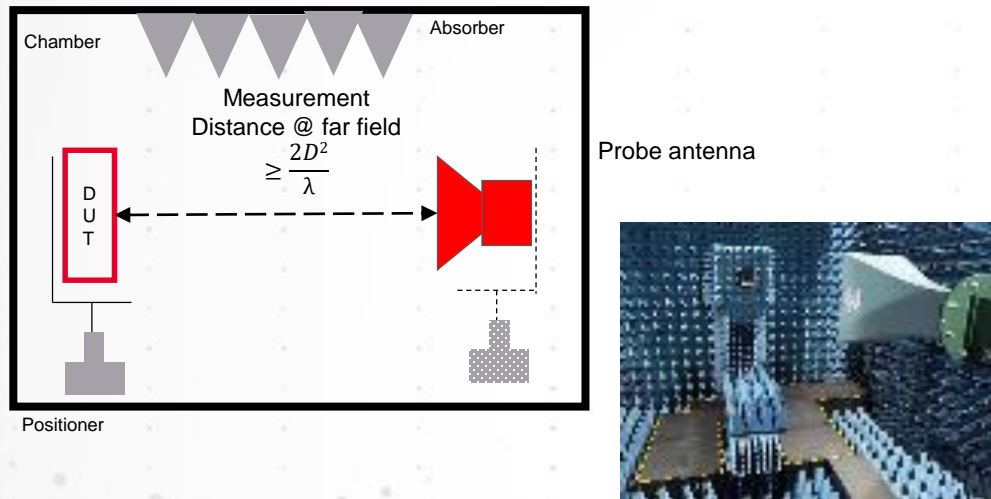 Chamber
Absorber
Measurement
Distance @ far field
≥ 2D²/λ
Probe antenna
D
U
T
Positioner